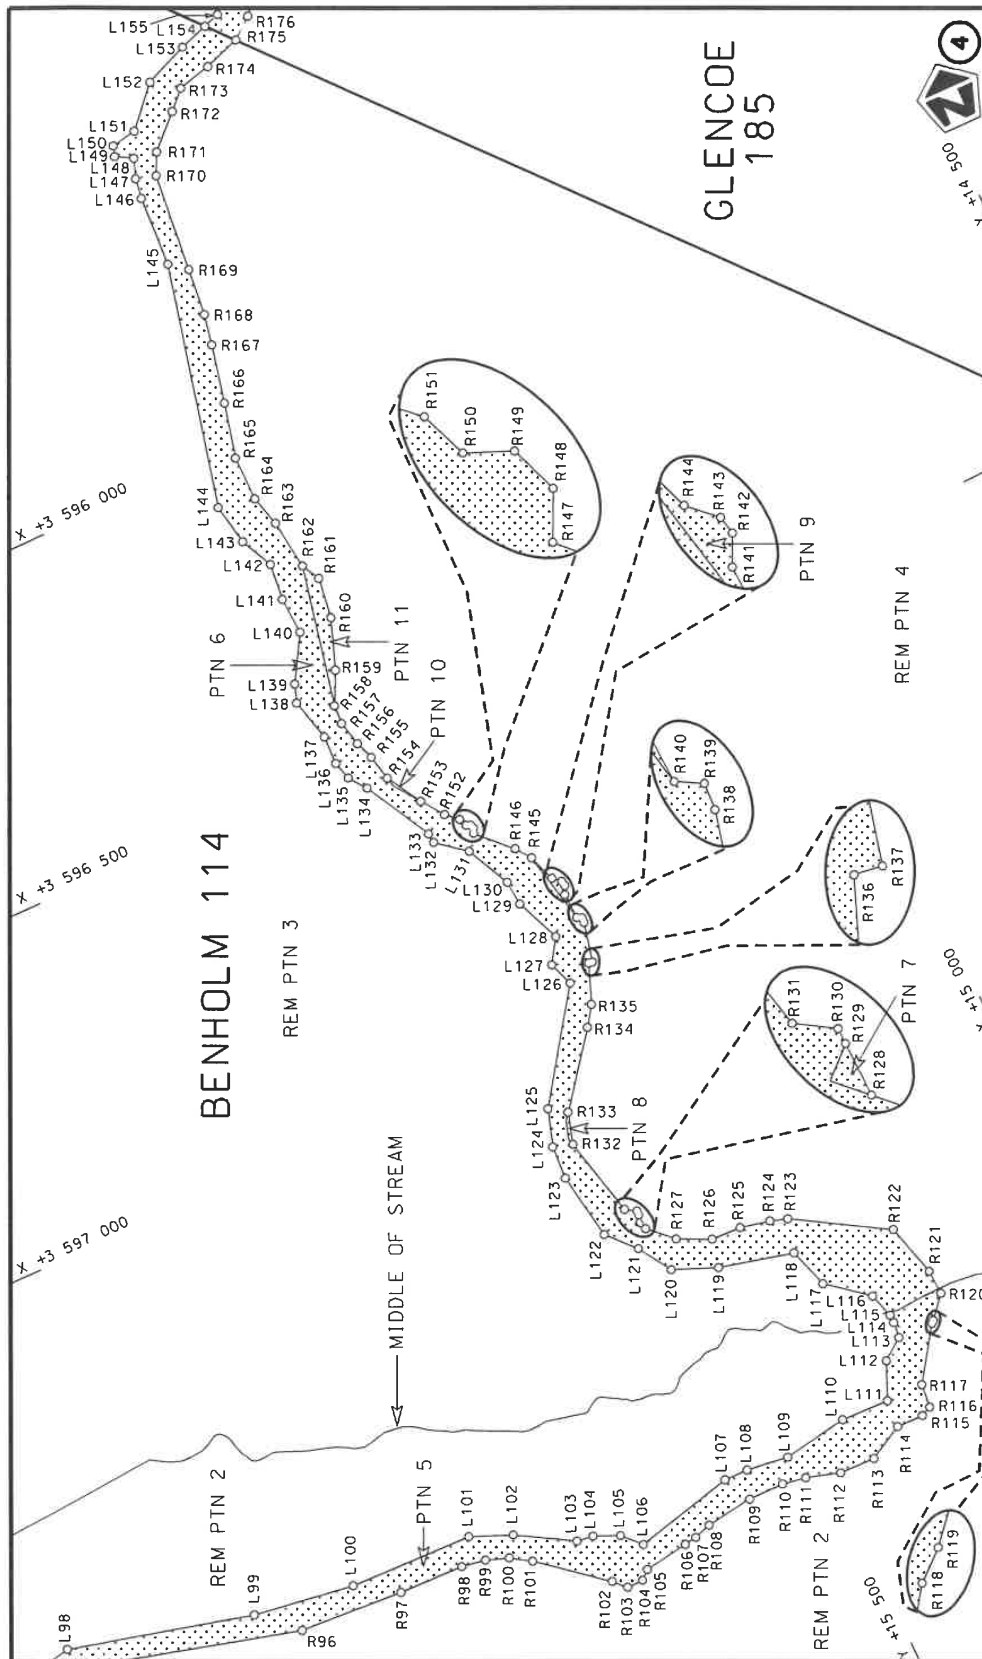 L155
L154
L153
L152
L151
L150
L149
L148
L147
L146
L145
R176
R175
R174
R173
R172
R171
R170
R169
R168
R167
R166
R165
R164
R163
R162
R161
R160
R159
R158
R157
R156
R155
R154
R153
R152
GLENCOE
185
4
Y +14 500
X +3 596 000
L144
L143
L142
L141
L140
L139
L138
L137
L136
L135
L134
L133
L132
L131
L130
L129
L128
L127
L126
L125
L124
L123
L122
L121
L120
L119
L118
L117
L116
L115
L114
L113
L112
L111
L110
L109
L108
L107
L106
L105
L104
L103
L102
L101
L100
L99
L98
PTN 6
PTN 11
PTN 10
R151
R150
R149
R148
R147
R146
R145
R144
R143
R142
R141
PTN 9
REM PTN 4
R140
R139
R138
R137
R136
R135
R134
R133
R132
PTN 8
R131
R130
R129
R128
PTN 7
X +3 596 500
BENHOLM 114
REM PTN 3
Y +15 000
R127
R126
R125
R124
R123
R122
R121
R120
R119
R118
R117
R116
R115
R114
R113
R112
R111
R110
R109
R108
R107
R106
R105
R104
R103
R102
R101
R100
R99
R98
R97
R96
X +3 597 000
MIDDLE OF STREAM
REM PTN 2
PTN 5
REM PTN 2
+15 500